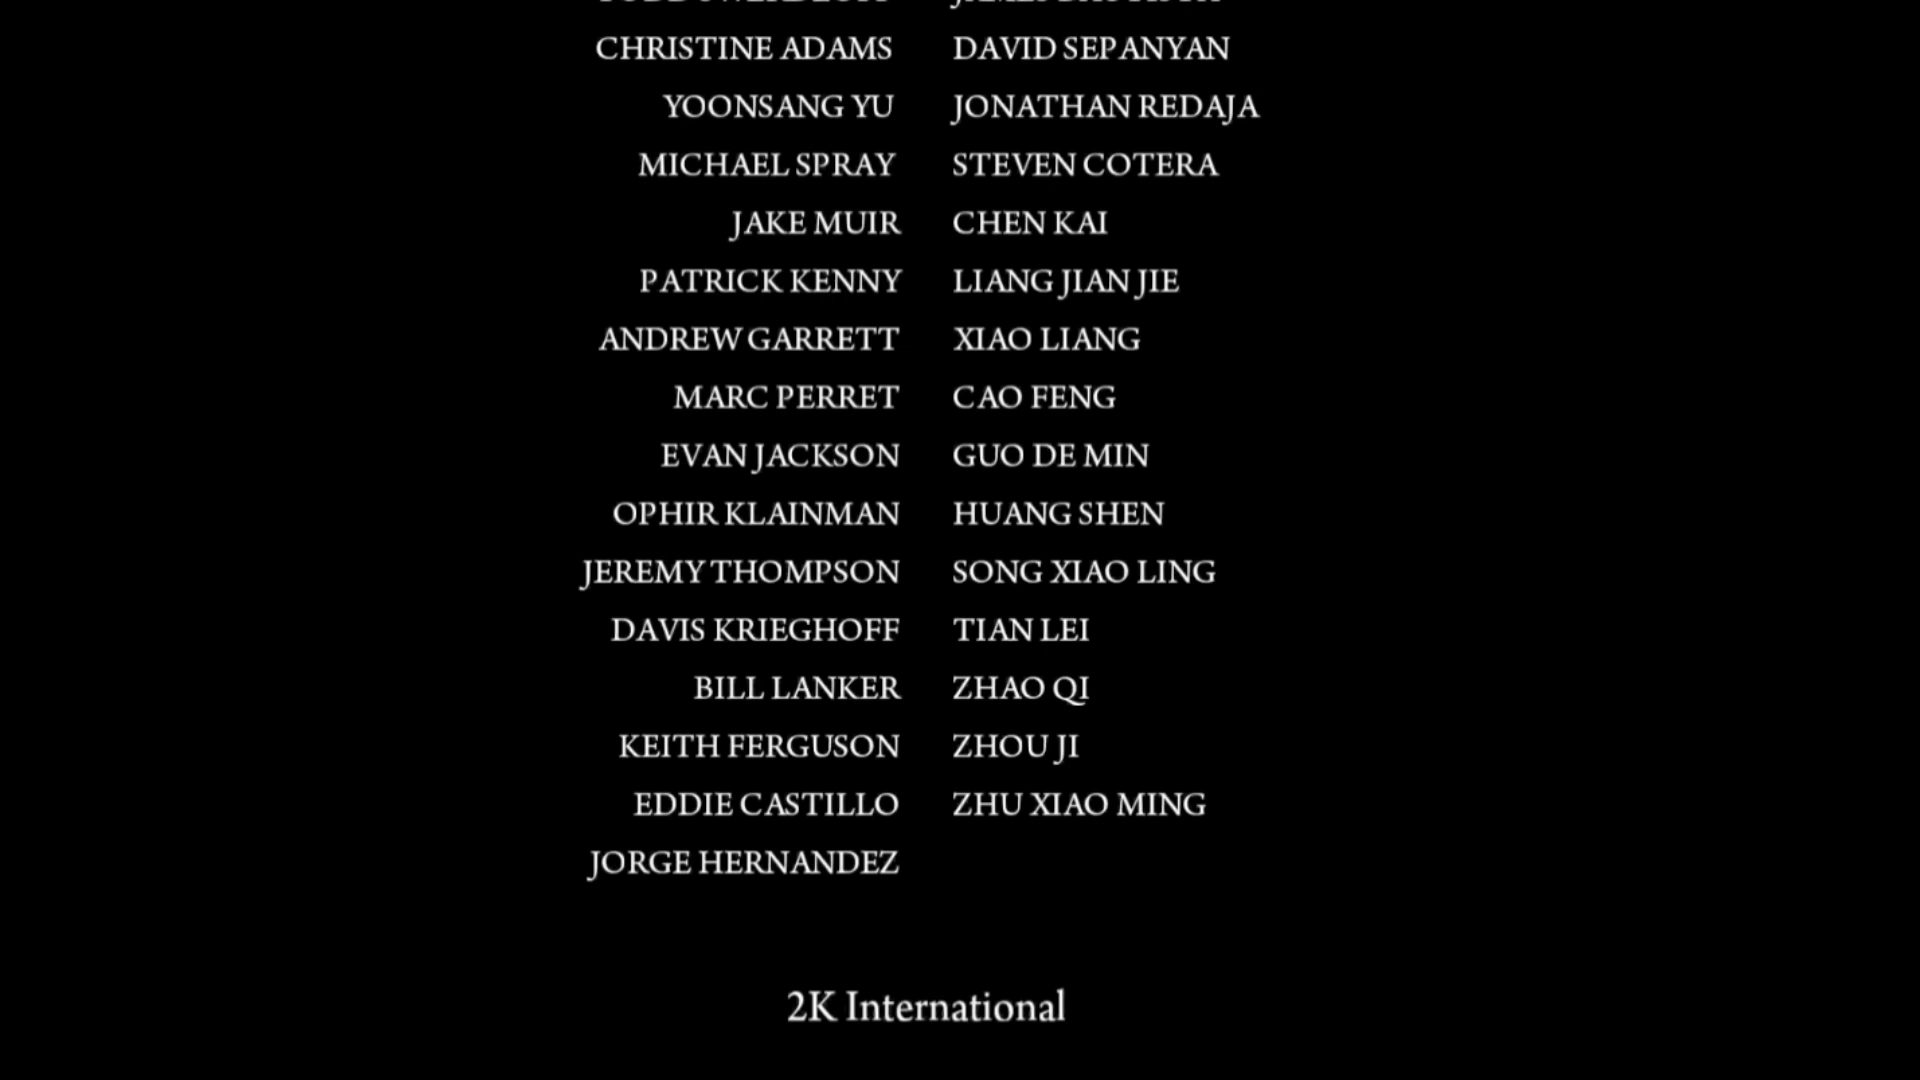 CHRISTINE ADAMS DAVID SEPANYAN
YOONSANG YU JONATHAN REDAJA
MICHAEL SPRAY STEVEN COTERA
JAKE MUIR CHEN KAI
PATRICK KENNY LIANG JIAN JIE
ANDREW GARRETT XIAO LIANG
MARC PERRET CAO FENG
EVAN JACKSON GUO DE MIN
OPHIR KLAINMAN HUANG SHEN
JEREMY THOMPSON SONG XIAO LING
DAVIS KRIEGHOFF TIAN LEI
BILL LANKER ZHAO QI
KEITH FERGUSON ZHOU JI
EDDIE CASTILLO ZHU XIAO MING
JORGE HERNANDEZ
2K International